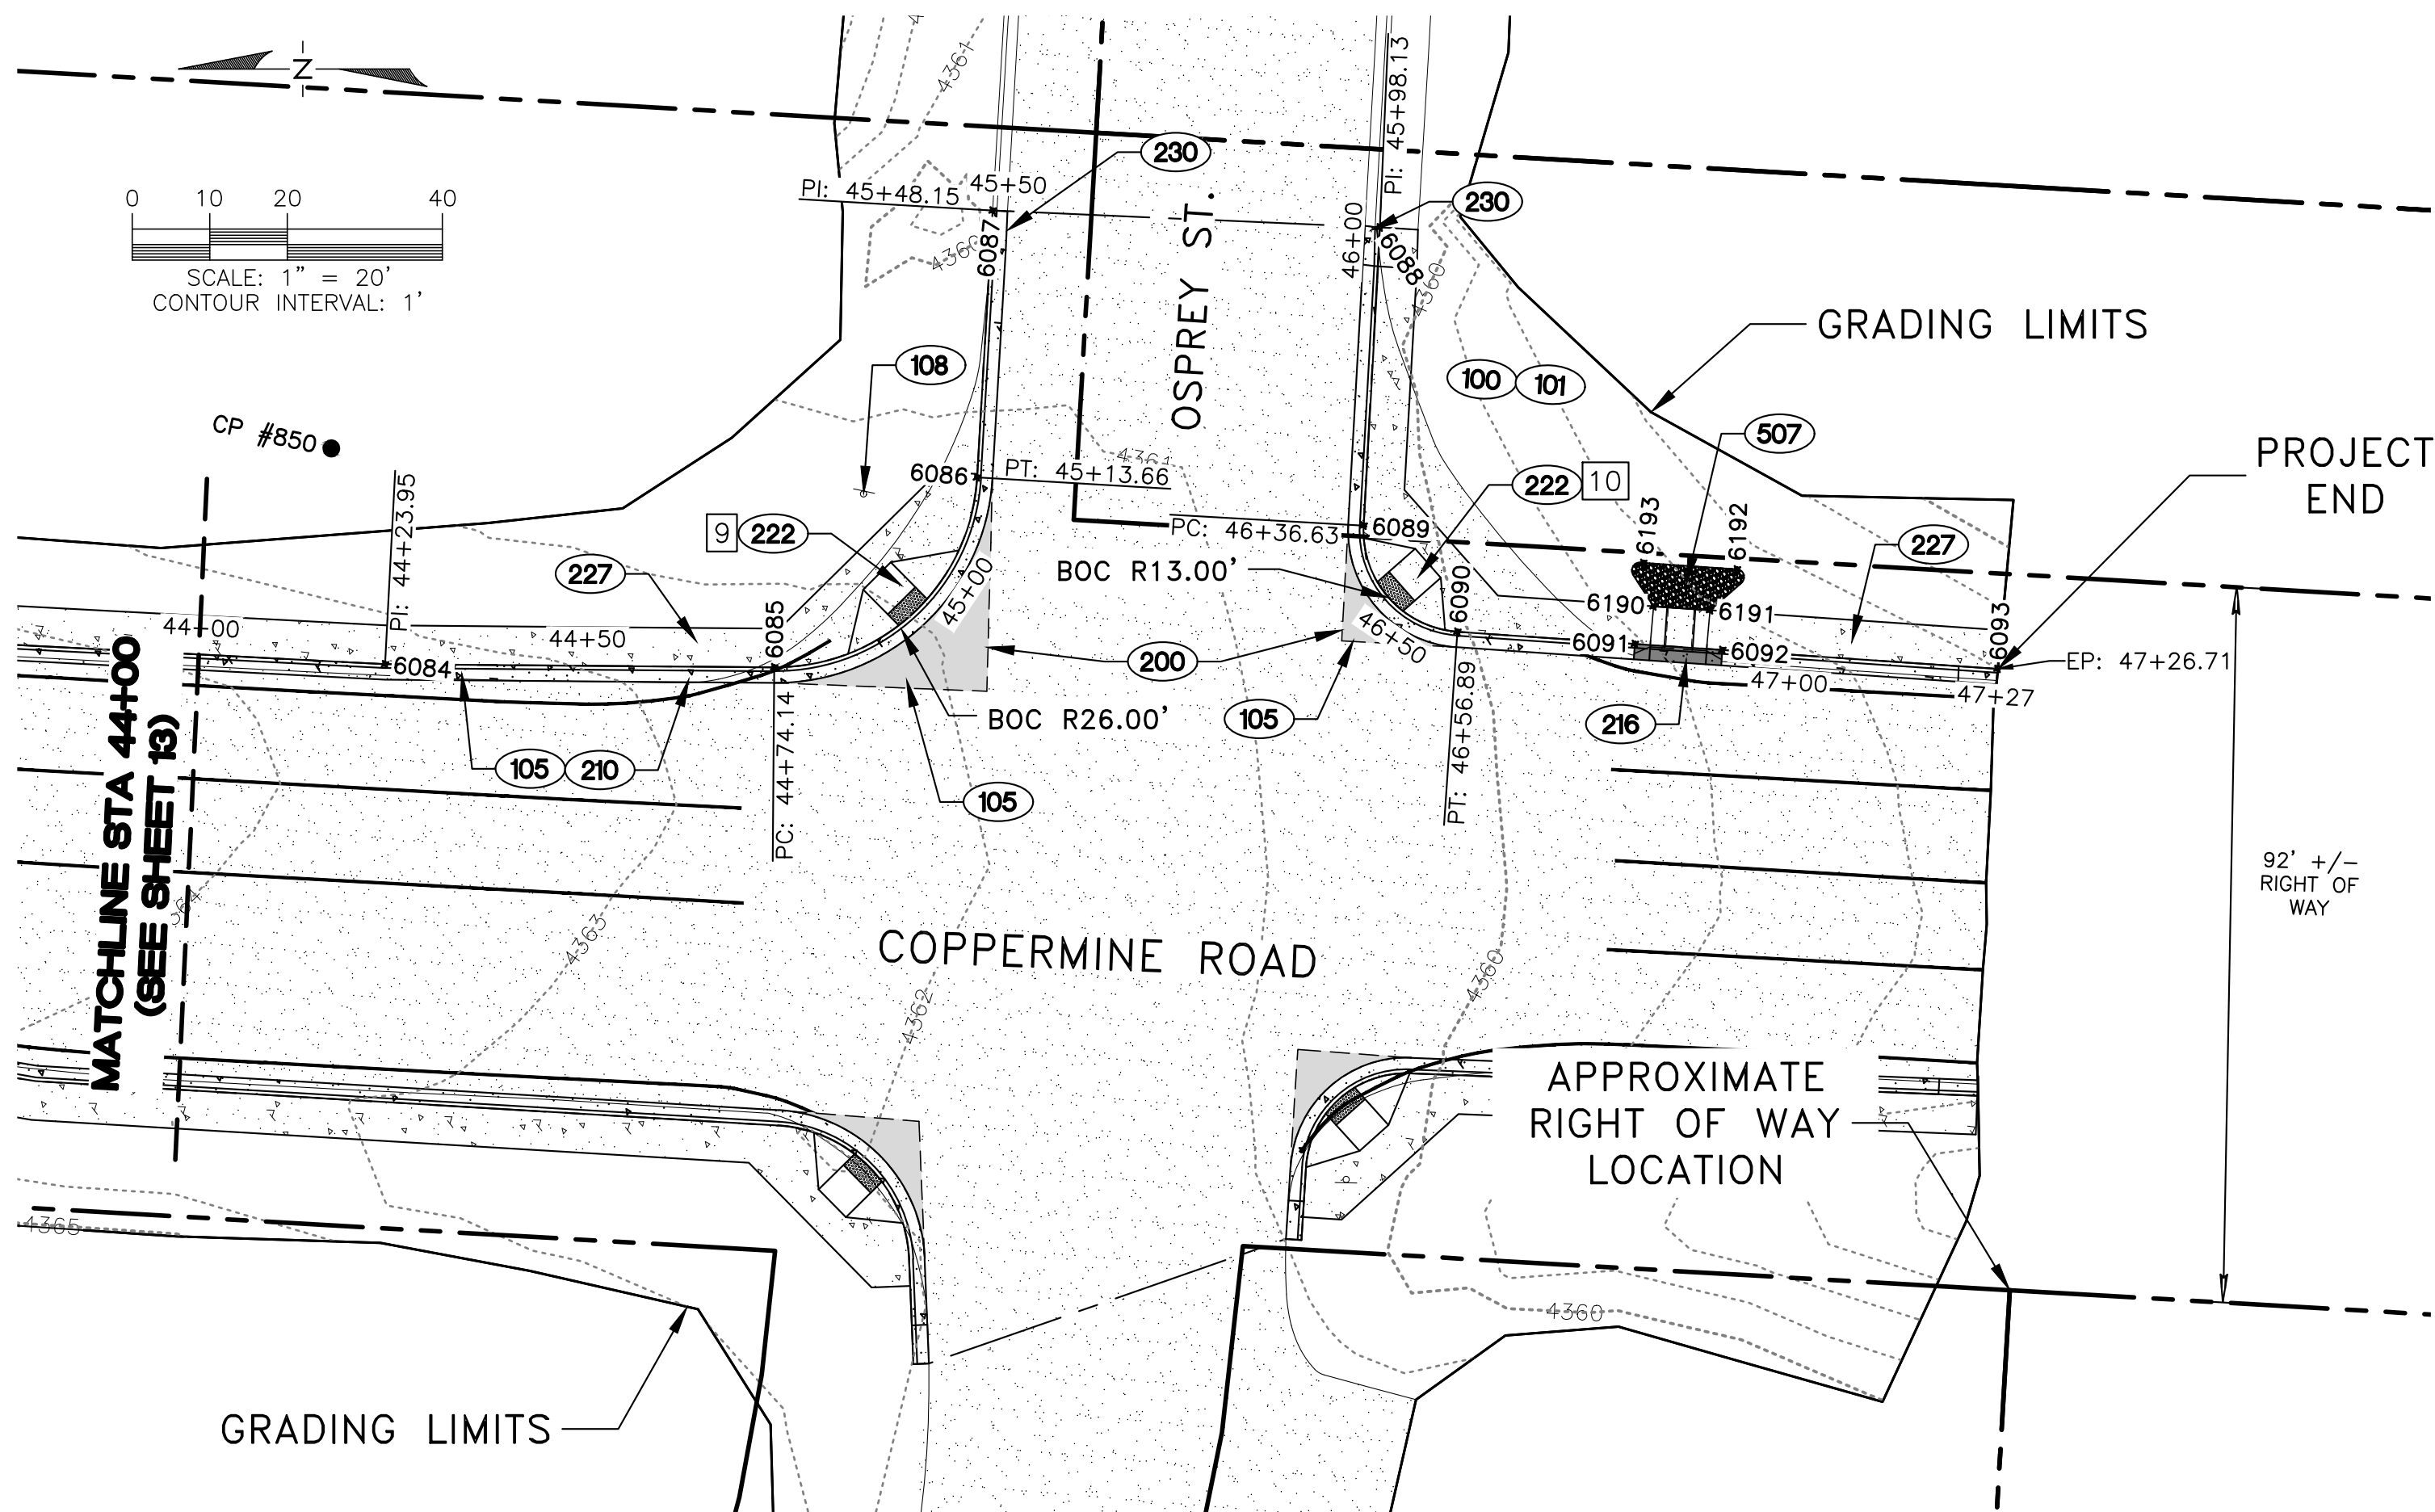 Z
0 10 20 40
SCALE: 1" = 20'
CONTOUR INTERVAL: 1'
4361
PI: 45+98.13
230
PI: 45+48.15
45+50
230
6087
4360
46+00
6088
4360
OSPREY ST.
GRADING LIMITS
108
100
101
CP #850
507
PROJECT
END
4361
6086
PT: 45+13.66
222
10
PI: 44+23.95
9
222
PC: 46+36.63
6089
6193
6192
227
227
BOC R13.00'
45+00
6085
6090
6190
6191
6093
44+00
44+50
46+50
6091
6092
6084
200
EP: 47+26.71
47+00
47+27
MATCHLINE STA 44+00
(SEE SHEET 13)
BOC R26.00'
105
216
PC: 44+74.14
PT: 46+56.89
105
210
105
92' +/-
RIGHT OF
WAY
364
4363
COPPERMINE ROAD
4360
4362
APPROXIMATE
RIGHT OF WAY
LOCATION
4365
4360
GRADING LIMITS